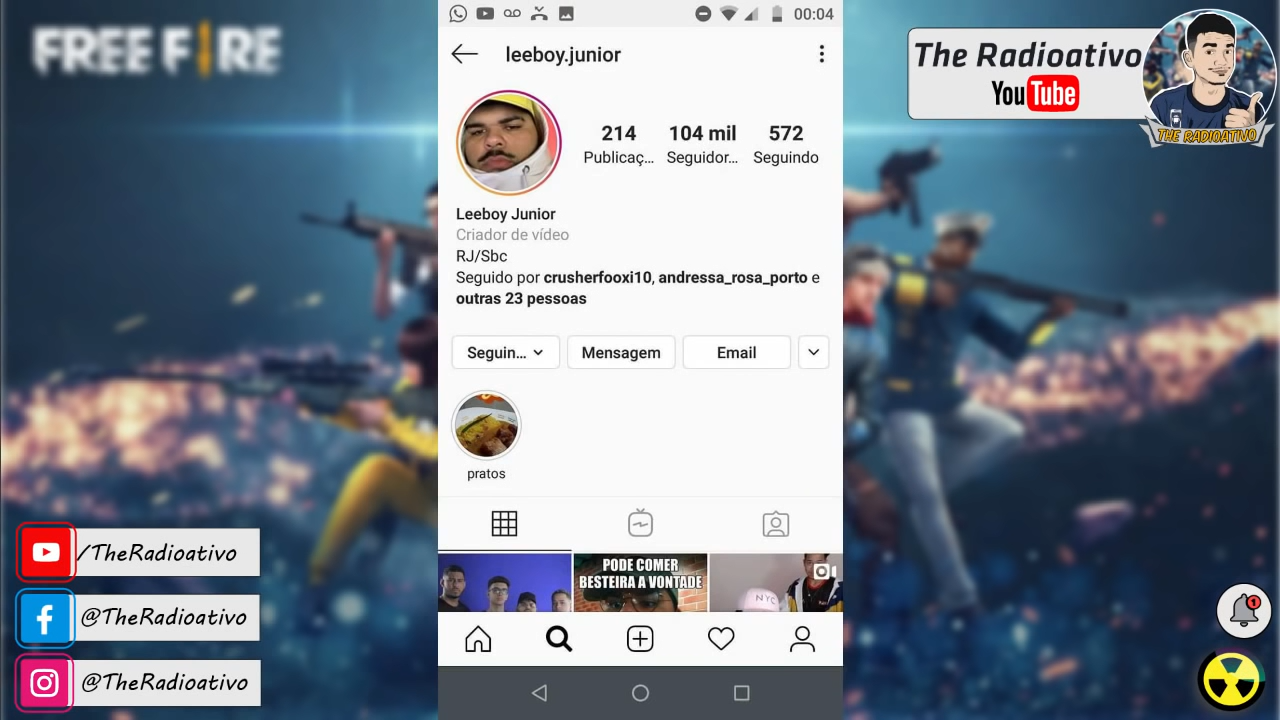 FREE FIRE
00:04
leeboy.junior
214
104 mil
572
Publicaç...
Seguidor...
Seguindo
Leeboy Junior
Criador de vídeo
RJ/Sbc
Seguido por crusherfooxi10, andressa_rosa_porto e
outras 23 pessoas
Seguin...
Mensagem
Email
pratos
PODE COMER
BESTEIRA A VONTADE
NYC
The Radioativo
YouTube
THE RADIOATIVO
/TheRadioativo
@TheRadioativo
@TheRadioativo
1